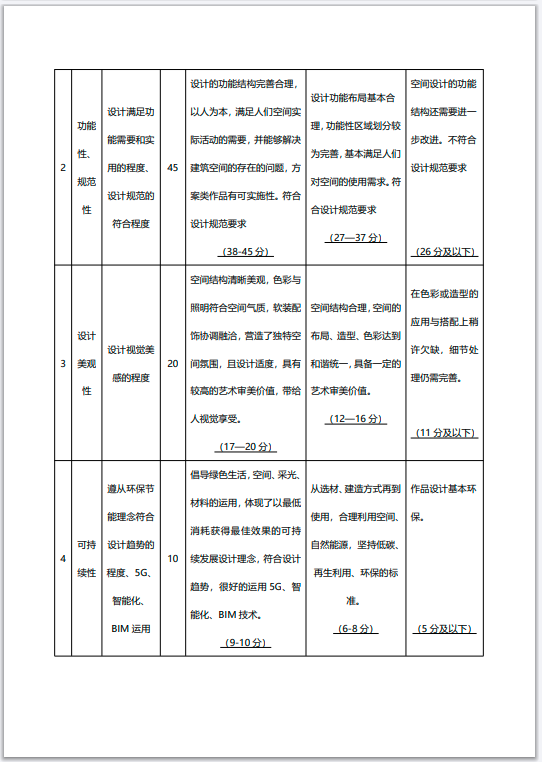 2
功能
性、
规范
性
设计满足功
能需要和实
用的程度、
设计规范的
符合程度
45
设计的功能结构完善合理，
以人为本，满足人们空间实
际活动的需要，并能够解决
建筑空间的存在的问题，方
案类作品有可实施性。符合
设计规范要求
（38-45 分）
设计功能布局基本合
理，功能性区域划分较
为完善，基本满足人们
对空间的使用需求。符
合设计规范要求
（27—37 分）
空间设计的功能
结构还需要进一
步改进。不符合
设计规范要求
（26 分及以下）
3
设计
美观
性
设计视觉美
感的程度
20
空间结构清晰美观，色彩与
照明符合空间气质，软装配
饰协调融洽，营造了独特空
间氛围，且设计适度，具有
较高的艺术审美价值，带给
人视觉享受。
（17—20 分）
空间结构合理，空间的
布局、造型、色彩达到
和谐统一，具备一定的
艺术审美价值。
（12—16 分）
在色彩或造型的
应用与搭配上稍
许欠缺，细节处
理仍需完善。
（11 分及以下）
4
可持
续性
遵从环保节
能理念符合
设计趋势的
程度、5G、
智能化、
BIM 运用
10
倡导绿色生活，空间、采光、
材料的运用，体现了以最低
消耗获得最佳效果的可持
续发展设计理念，符合设计
趋势，很好的运用 5G、智
能化、BIM 技术。
（9-10 分）
从选材、建造方式再到
使用，合理利用空间、
自然能源，坚持低碳、
再生利用、环保的标
准。
（6-8 分）
作品设计基本环
保。
（5 分及以下）